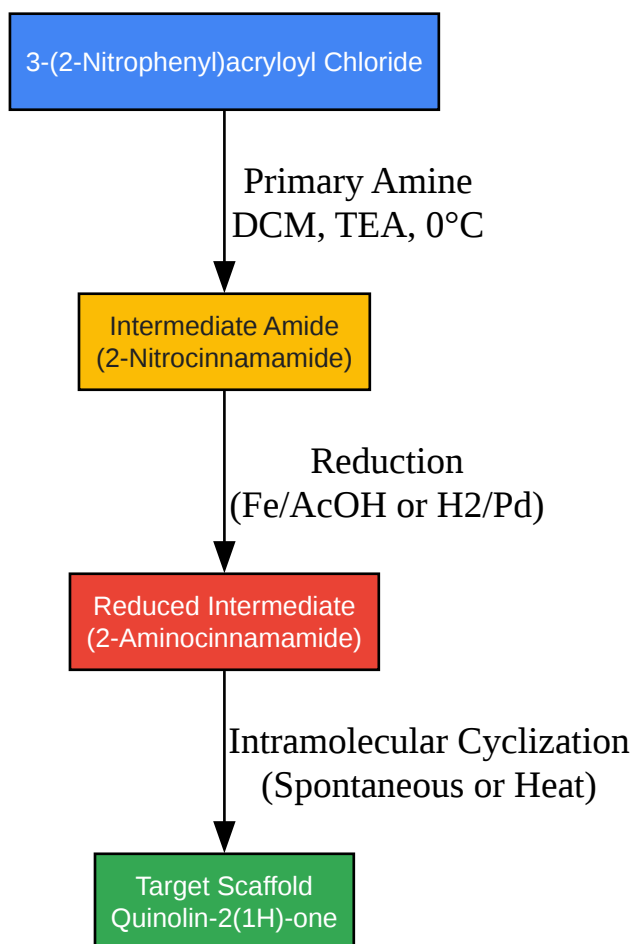 3-(2-Nitrophenyl)acryloyl Chloride
Primary Amine
DCM, TEA, 0°C
Intermediate Amide
(2-Nitrocinnamamide)
Reduction
(Fe/AcOH or H2/Pd)
Reduced Intermediate
(2-Aminocinnamamide)
Intramolecular Cyclization
(Spontaneous or Heat)
Target Scaffold
Quinolin-2(1H)-one